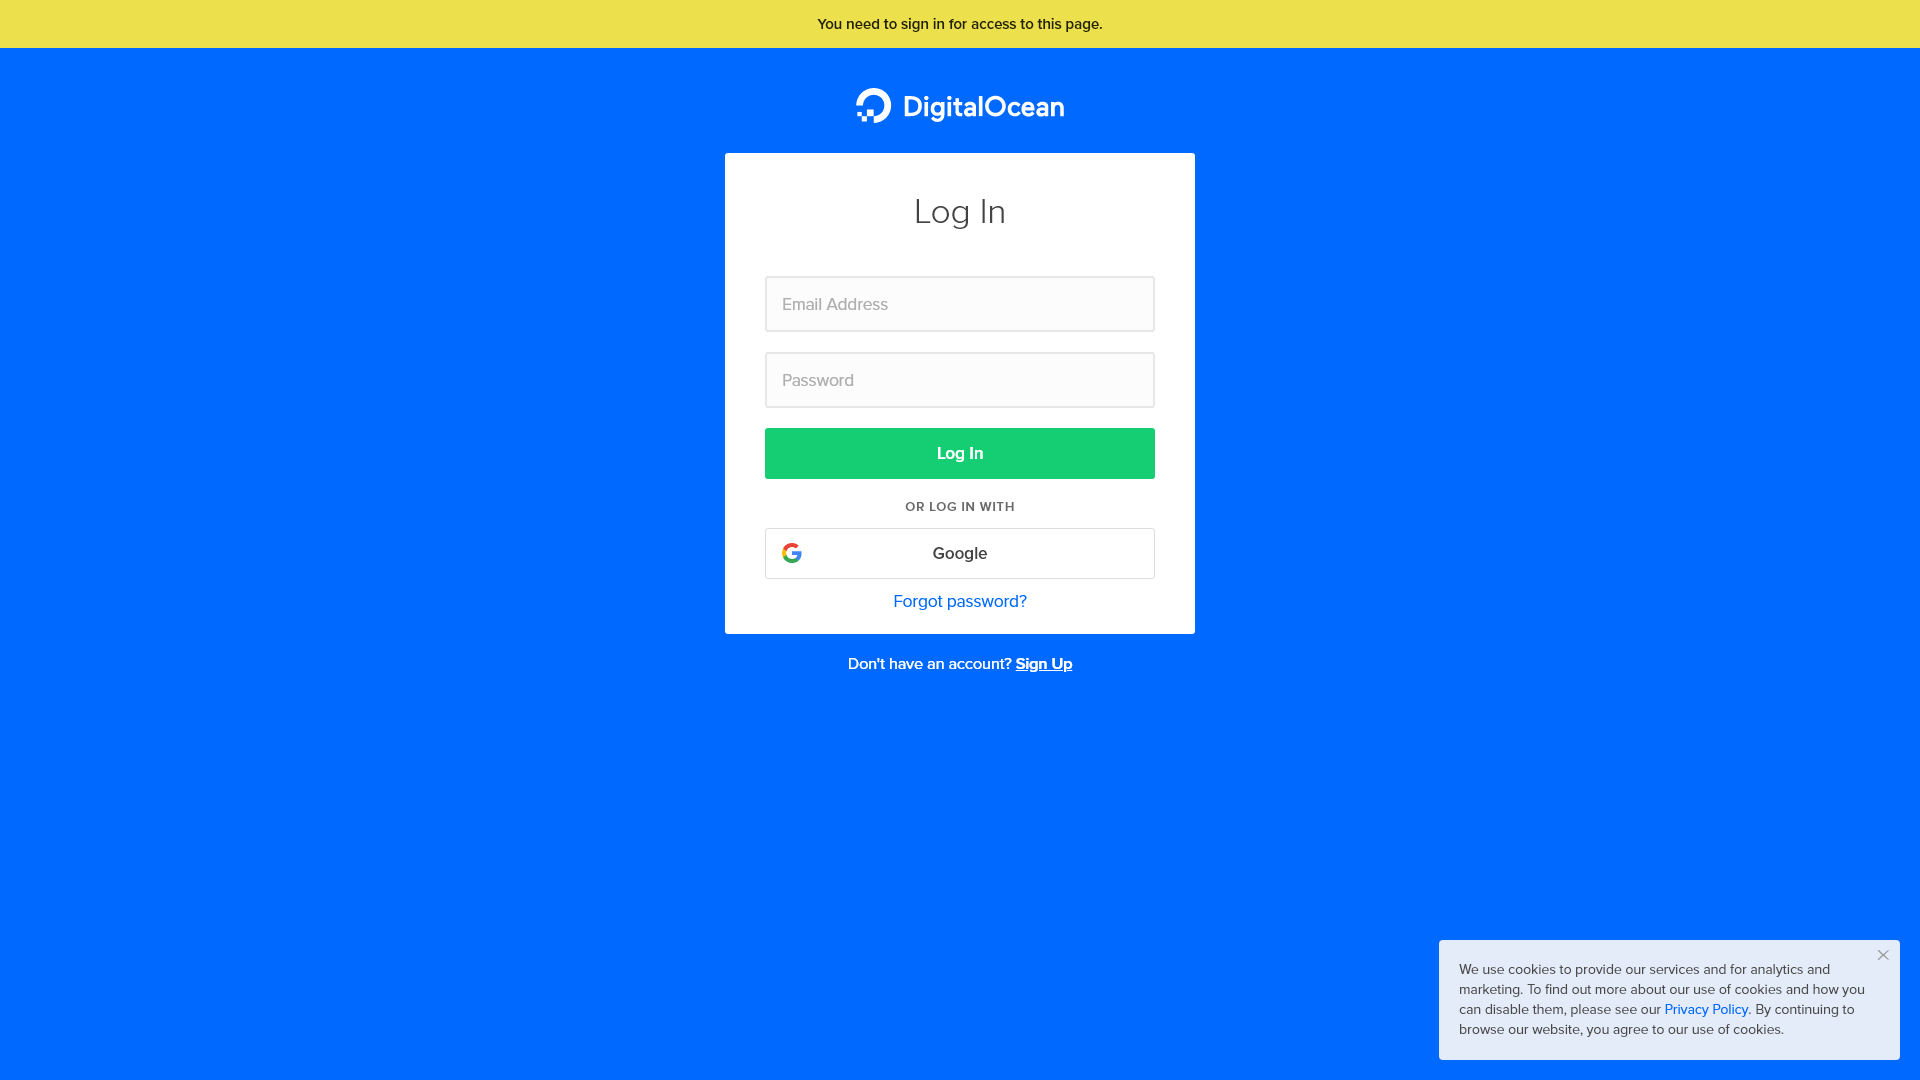 You need to sign in for access to this page.
DigitalOcean
Log In
Email Address
Password
Log In
OR LOG IN WITH
Google
Forgot password?
Don't have an account? Sign Up
We use cookies to provide our services and for analytics and
marketing. To find out more about our use of cookies and how you
can disable them, please see our Privacy Policy. By continuing to
browse our website, you agree to our use of cookies.